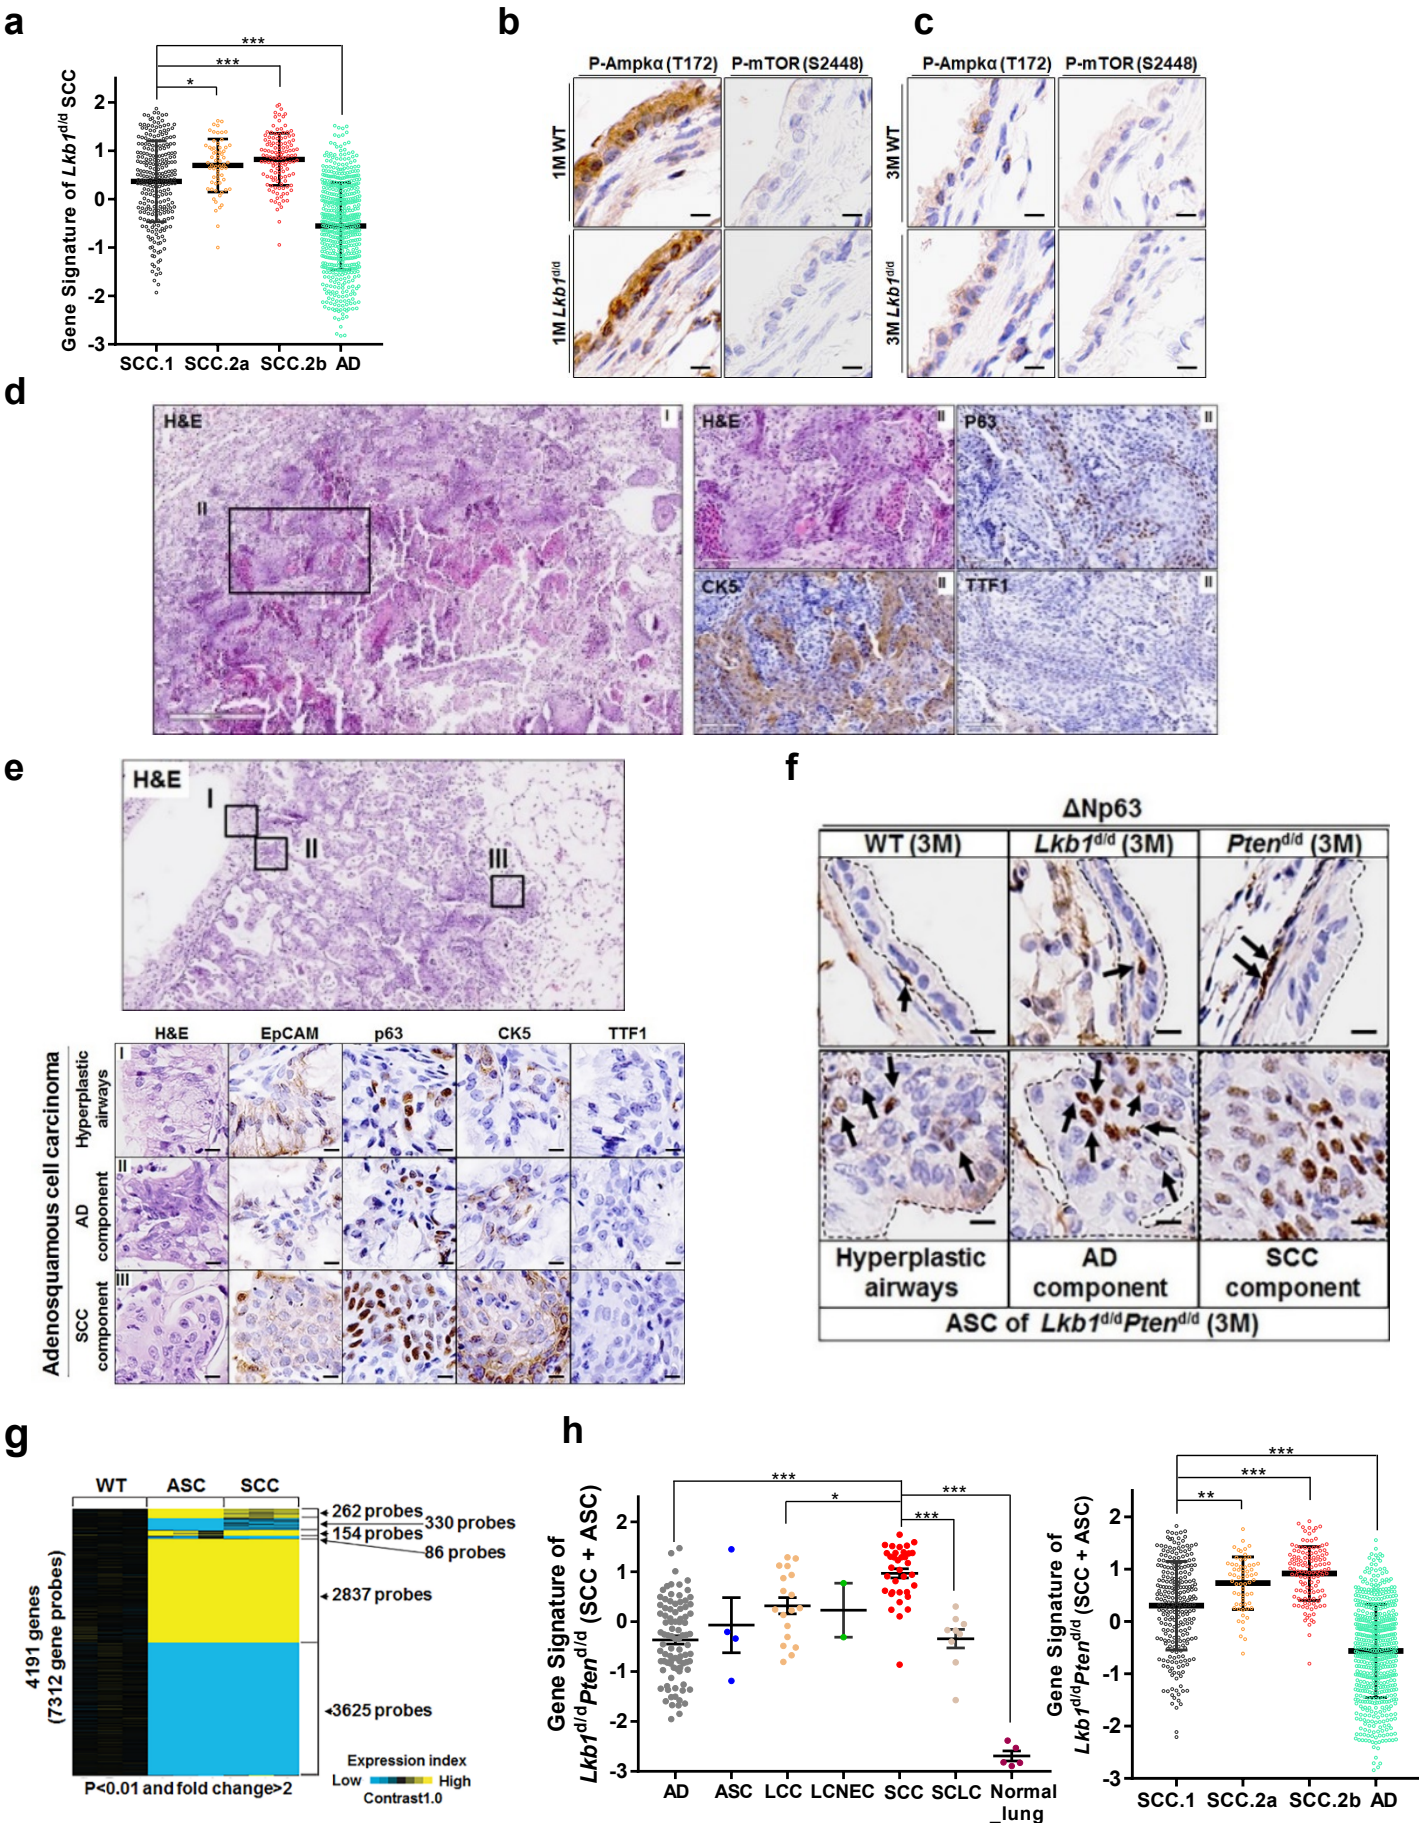 a
Gene Signature of Lkb1d/d SCC
***
***
*
2
1
0
-1
-2
-3
SCC.1 SCC.2a SCC.2b AD
b
P-Ampkα (T172) P-mTOR (S2448)
1M WT
1M Lkb1d/d
c
P-Ampkα (T172) P-mTOR (S2448)
3M WT
3M Lkb1d/d
d
H&E I
II
H&E II
P63 II
CK5 II
TTF1 II
e
H&E
I
II
III
H&E EpCAM p63 CK5 TTF1
Adenosquamous cell carcinoma
I
Hyperplastic
airways
II
AD
component
III
SCC
component
f
ΔNp63
WT (3M) Lkb1d/d (3M) Ptend/d (3M)
Hyperplastic
airways
AD
component
SCC
component
ASC of Lkb1d/dPtend/d (3M)
g
WT ASC SCC
4191 genes
(7312 gene probes)
262 probes
330 probes
154 probes
86 probes
2837 probes
3625 probes
Expression index
Low High
Contrast1.0
P<0.01 and fold change>2
h
Gene Signature of
Lkb1d/dPtend/d (SCC + ASC)
***
*
***
***
2
1
0
-1
-2
-3
AD ASC LCC LCNEC SCC SCLC Normal
_lung
Gene Signature of
Lkb1d/dPtend/d (SCC + ASC)
***
***
**
2
1
0
-1
-2
-3
SCC.1 SCC.2a SCC.2b AD